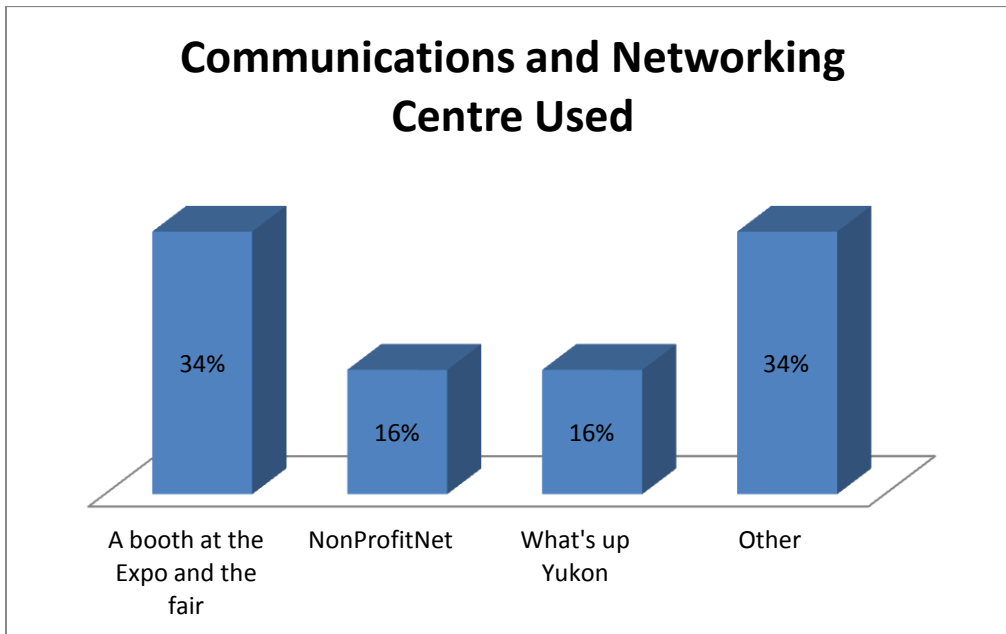 Communications and Networking
Centre Used
34%
16%
16%
34%
A booth at the
Expo and the
fair
NonProfitNet
What's up
Yukon
Other